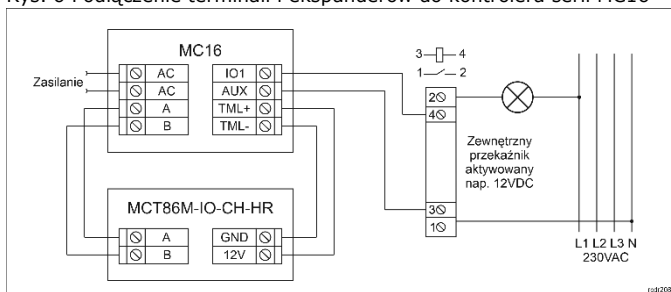 Rys. 6 Podłączenie terminali i ekspanderów do kontrolera serii MC16
MC16
Zasilanie
AC
AC
A
B
IO1
AUX
TML+
TML-
MCT86M-IO-CH-HR
A
B
GND
12V
3 4
1 2
2
4
3
1
Zewnętrzny
przekaźnik
aktywowany
nap. 12VDC
L1 L2 L3 N
230VAC